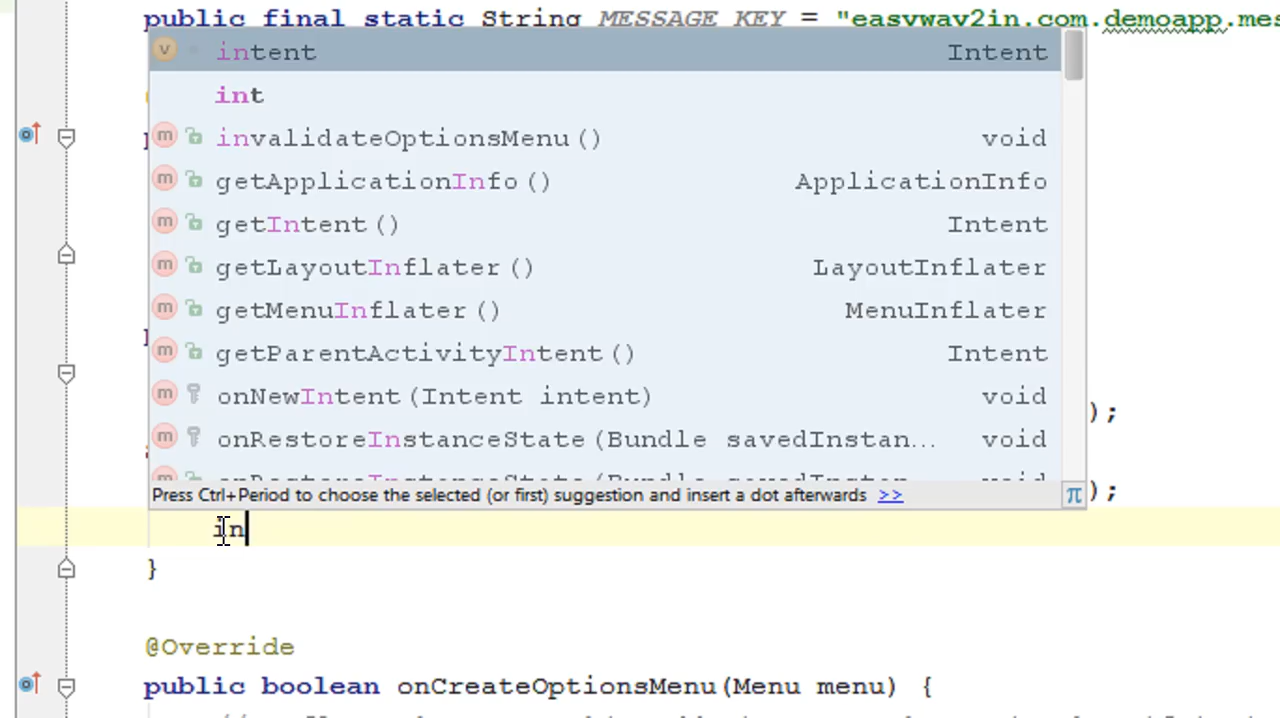 public final static String MESSAGE_KEY = "easyway2in.com.demoapp.mes
intent Intent
int
invalidateOptionsMenu() void
getApplicationInfo() ApplicationInfo
getIntent() Intent
getLayoutInflater() LayoutInflater
getMenuInflater() MenuInflater
getParentActivityIntent() Intent
onNewIntent(Intent intent) void
);
onRestoreInstanceState(Bundle savedInstan... void
Press Ctrl+Period to choose the selected (or first) suggestion and insert a dot afterwards >> π
);
in
}
@Override
public boolean onCreateOptionsMenu(Menu menu) {